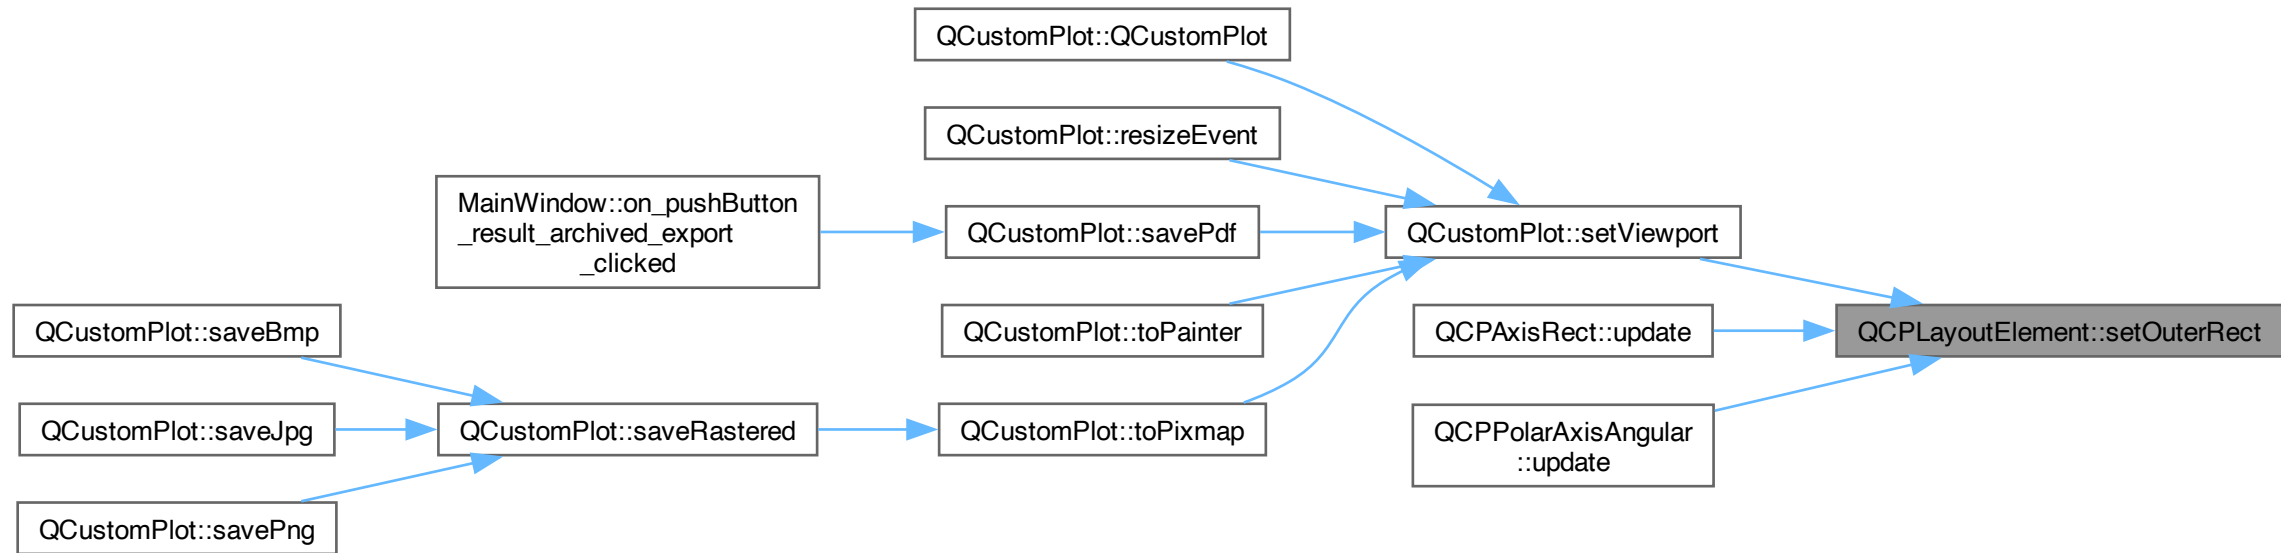 QCustomPlot::QCustomPlot
QCustomPlot::resizeEvent
MainWindow::on_pushButton
_result_archived_export
_clicked
QCustomPlot::savePdf
QCustomPlot::setViewport
QCustomPlot::saveBmp
QCustomPlot::toPainter
QCPAxisRect::update
QCPLayoutElement::setOuterRect
QCustomPlot::saveJpg
QCustomPlot::saveRastered
QCustomPlot::toPixmap
QCPPolarAxisAngular
::update
QCustomPlot::savePng